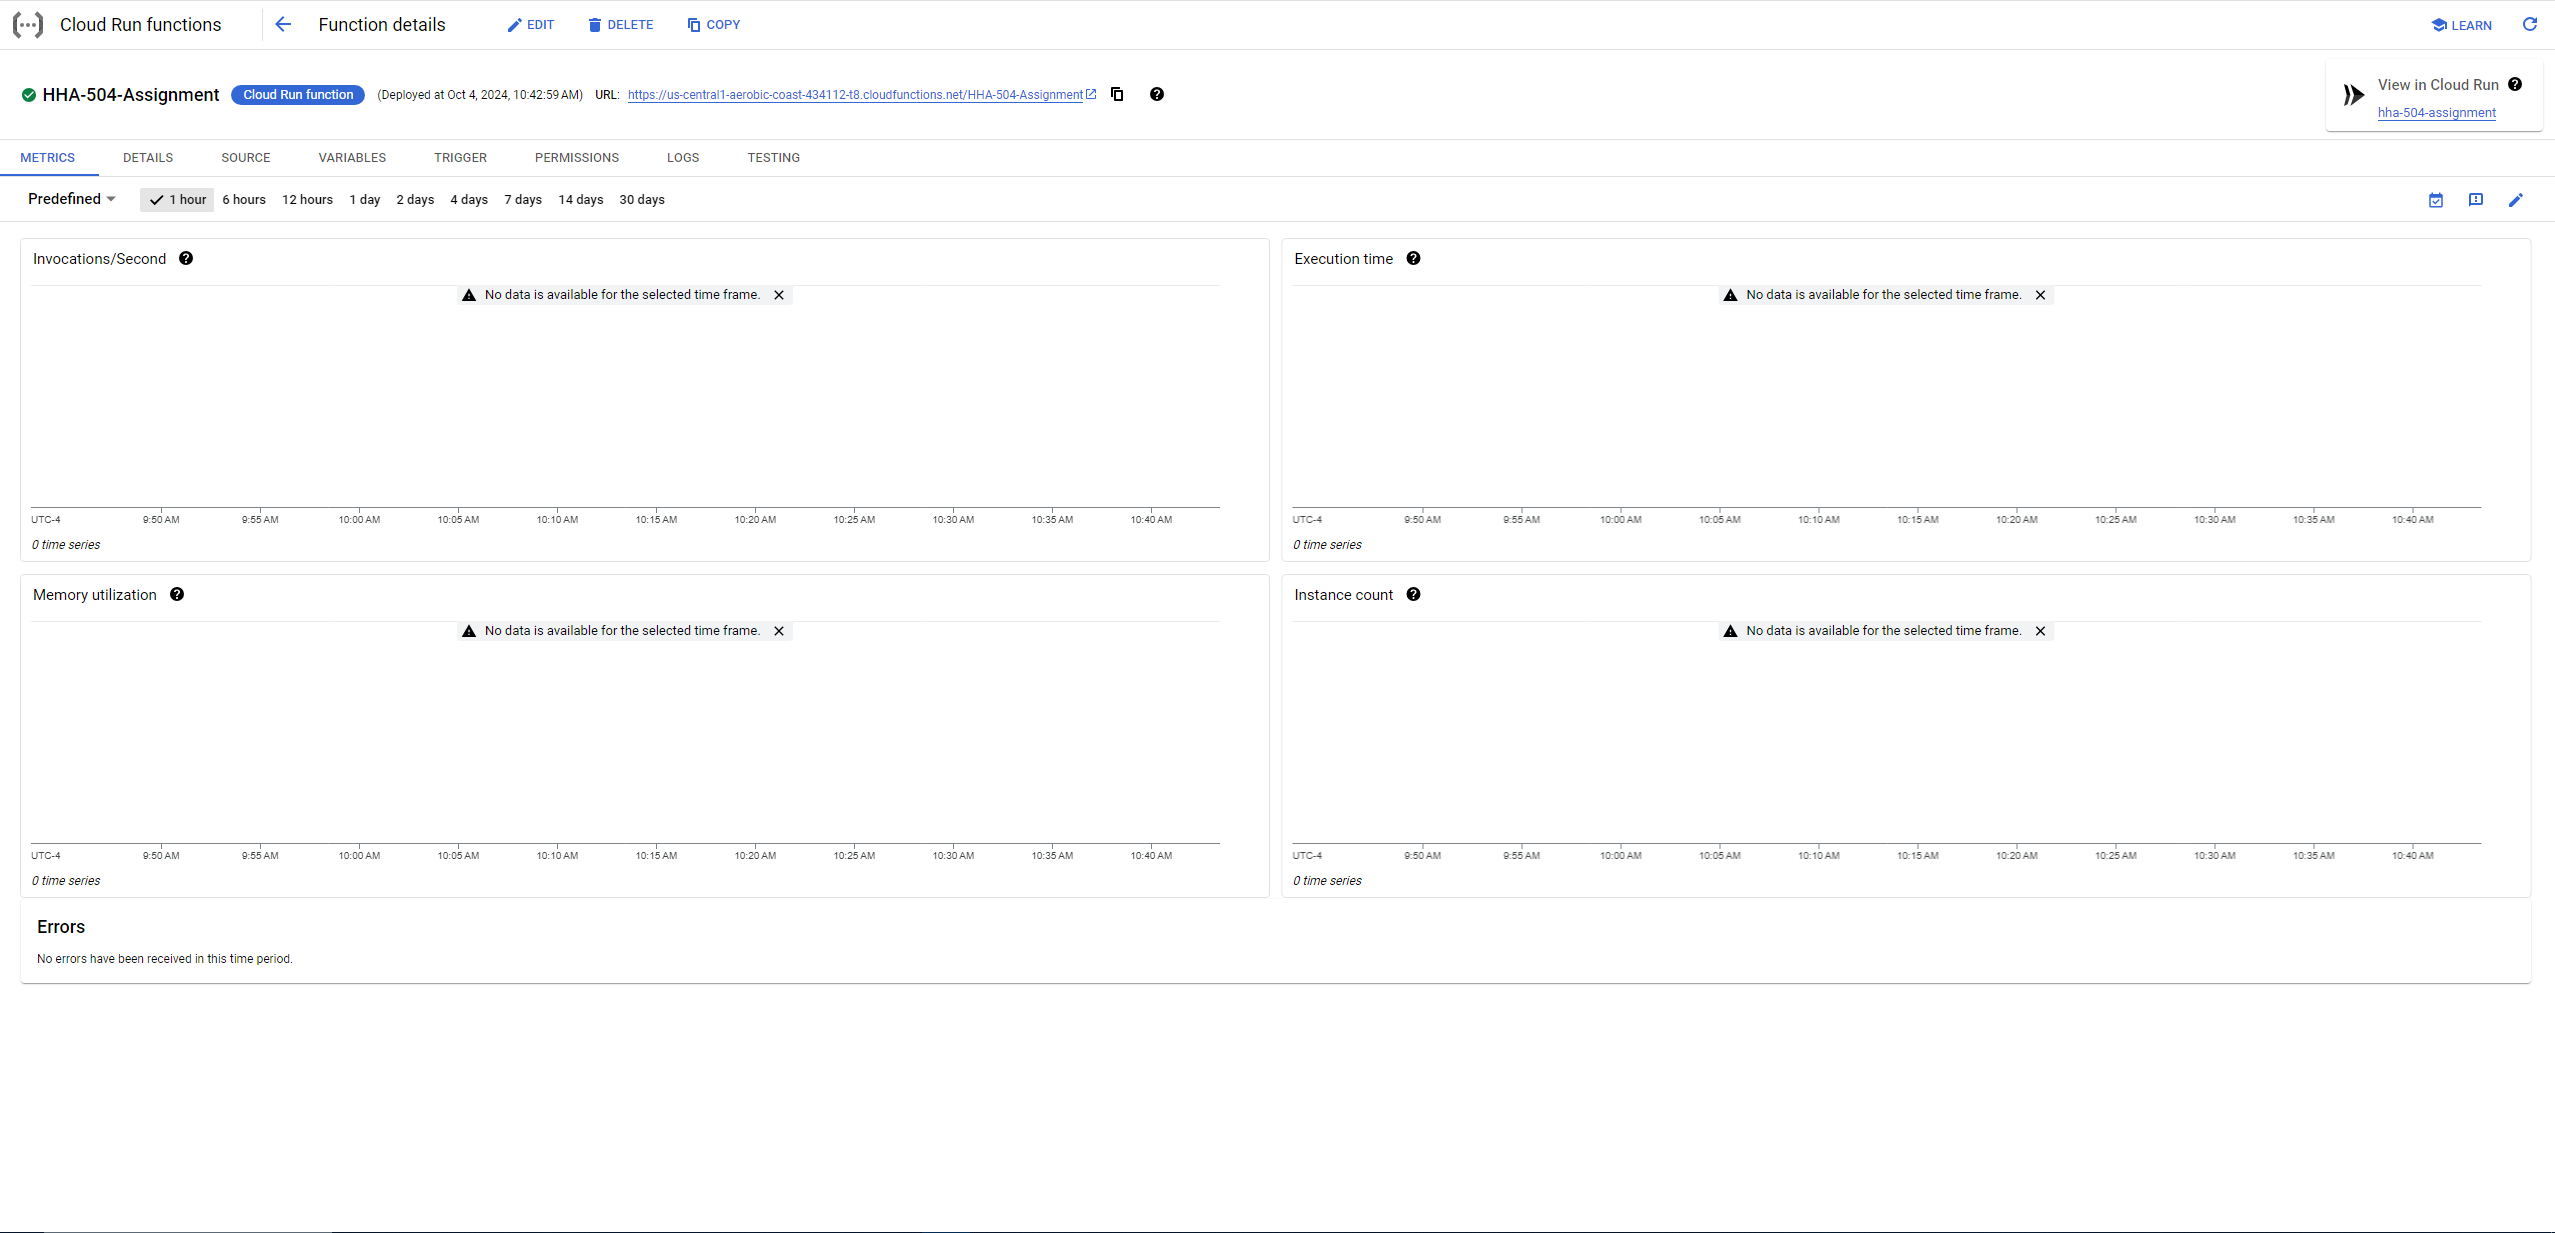 Cloud Run functions
Function details
EDIT
DELETE
COPY
LEARN
HHA-504-Assignment
Cloud Run function
(Deployed at Oct 4, 2024, 10:42:59 AM)
URL:
https://us-central1-aerobic-coast-434112-t8.cloudfunctions.net/HHA-504-Assignment
View in Cloud Run
hha-504-assignment
METRICS
DETAILS
SOURCE
VARIABLES
TRIGGER
PERMISSIONS
LOGS
TESTING
Predefined
1 hour
6 hours
12 hours
1 day
2 days
4 days
7 days
14 days
30 days
Invocations/Second
No data is available for the selected time frame.
UTC-4 9:50 AM 9:55 AM 10:00 AM 10:05 AM 10:10 AM 10:15 AM 10:20 AM 10:25 AM 10:30 AM 10:35 AM 10:40 AM
0 time series
Execution time
No data is available for the selected time frame.
UTC-4 9:50 AM 9:55 AM 10:00 AM 10:05 AM 10:10 AM 10:15 AM 10:20 AM 10:25 AM 10:30 AM 10:35 AM 10:40 AM
0 time series
Memory utilization
No data is available for the selected time frame.
UTC-4 9:50 AM 9:55 AM 10:00 AM 10:05 AM 10:10 AM 10:15 AM 10:20 AM 10:25 AM 10:30 AM 10:35 AM 10:40 AM
0 time series
Instance count
No data is available for the selected time frame.
UTC-4 9:50 AM 9:55 AM 10:00 AM 10:05 AM 10:10 AM 10:15 AM 10:20 AM 10:25 AM 10:30 AM 10:35 AM 10:40 AM
0 time series
Errors
No errors have been received in this time period.